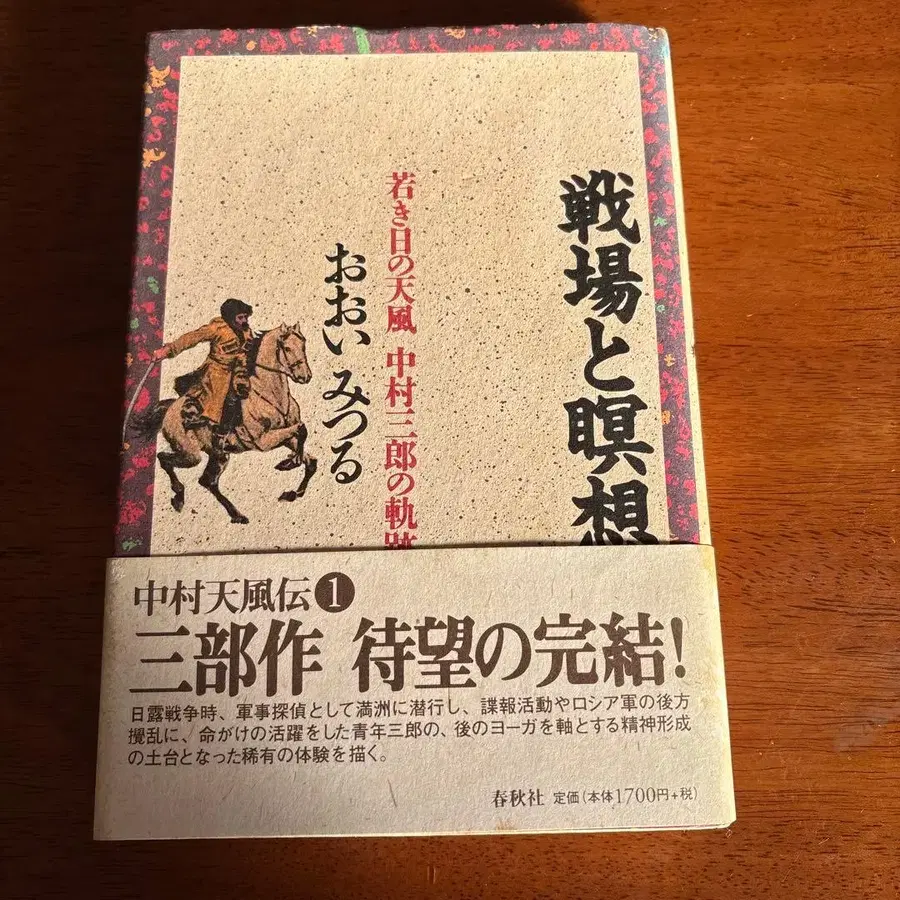 戦場と瞑想
若き日の天風 中村三郎の軌跡
おおい みつる
中村天風伝❶
三部作 待望の完結!
日露戦争時、軍事探偵として満洲に潜行し、諜報活動やロシア軍の後方
攪乱に、命がけの活躍をした青年三郎の、後のヨーガを軸とする精神形成
の土台となった稀有の体験を描く。
春秋社 定価(本体1700円+税)